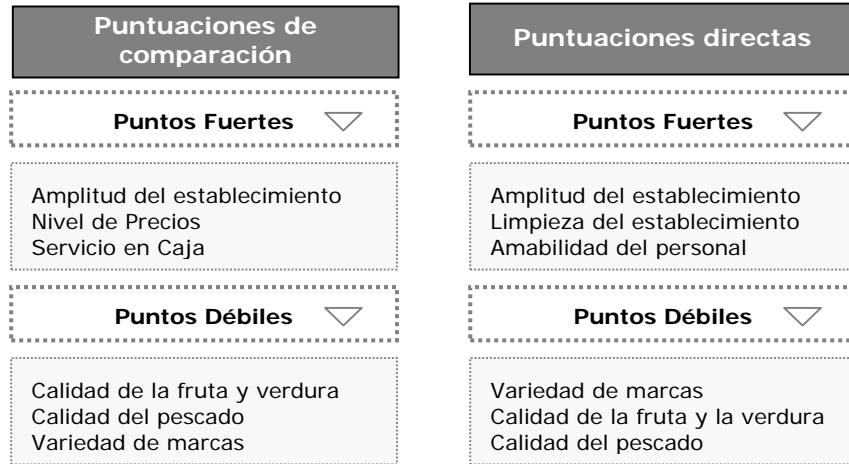 Puntuaciones de
comparación
Puntos Fuertes
Amplitud del establecimiento
Nivel de Precios
Servicio en Caja
Puntos Débiles
Calidad de la fruta y verdura
Calidad del pescado
Variedad de marcas
Puntuaciones directas
Puntos Fuertes
Amplitud del establecimiento
Limpieza del establecimiento
Amabilidad del personal
Puntos Débiles
Variedad de marcas
Calidad de la fruta y la verdura
Calidad del pescado